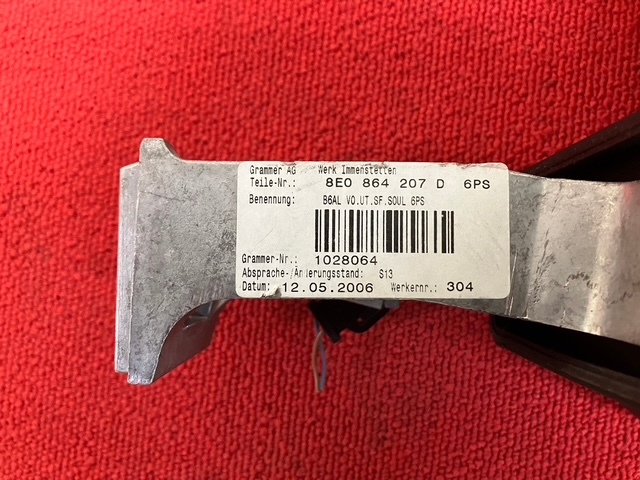 Grammer AG Werk Immenstetten
Teile-Nr.: 8E0 864 207 D 6PS
Benennung: B6AL VO.UT.SF.SOUL 6PS
Grammer-Nr.: 1028064
Absprache-/Änderungsstand: S13
Datum: 12.05.2006 Werkernr.: 304